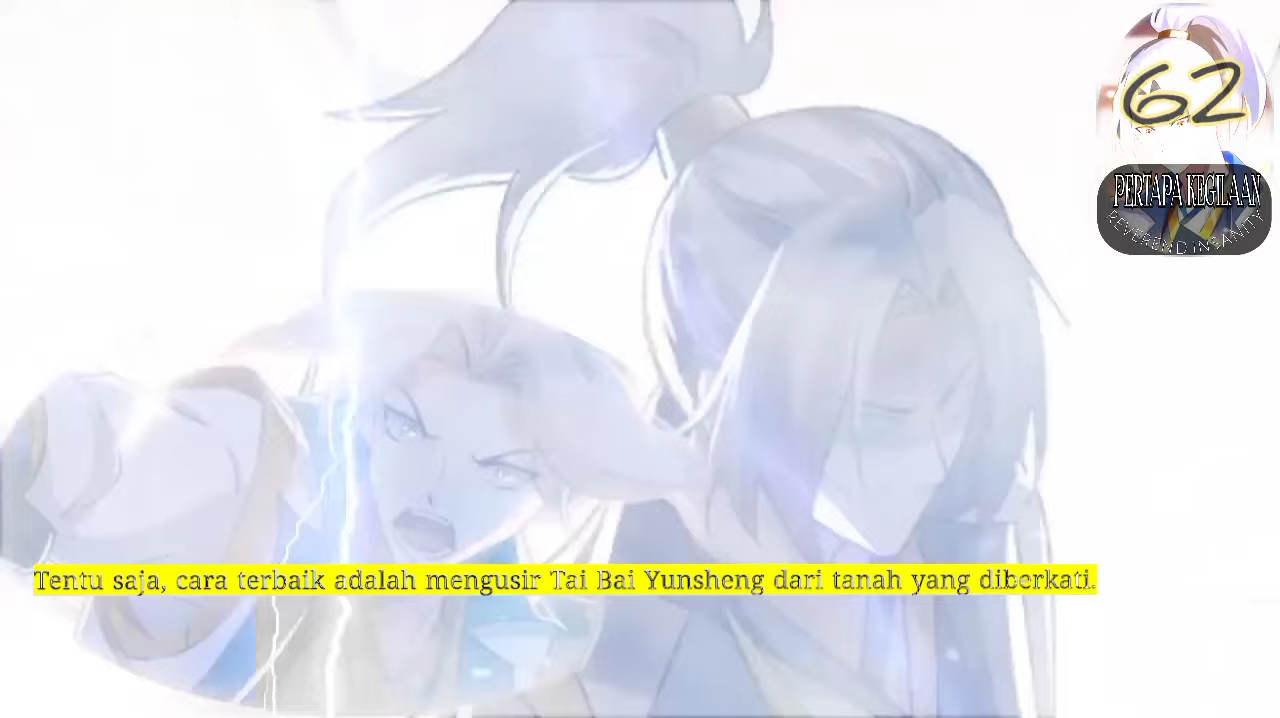 62
PERTAPA KEGILAAN
REVEREND INSANITY
Tentu saja, cara terbaik adalah mengusir Tai Bai Yunsheng dari tanah yang diberkati.